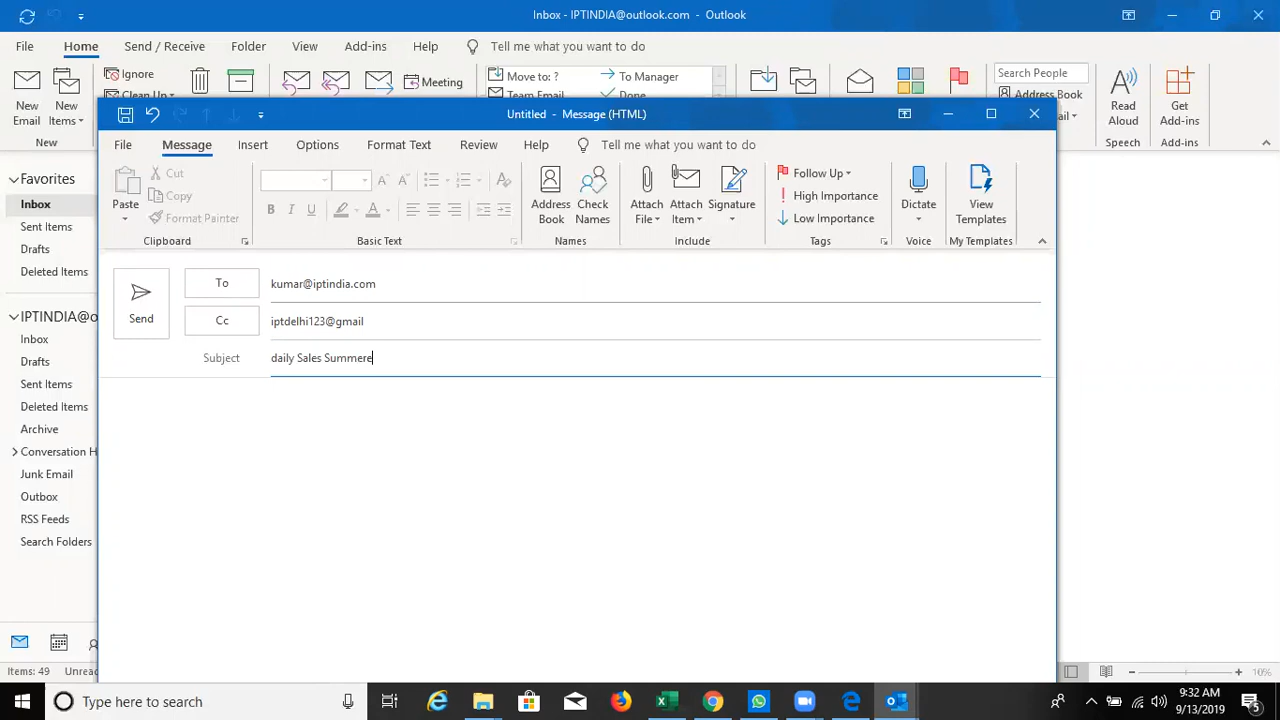 Inbox - IPTINDIA@outlook.com - Outlook
File Home Send / Receive Folder View Add-ins Help Tell me what you want to do
New Email
New Items
Ignore
Clean Up
Meeting
Move to: ?
To Manager
Team Email
Done
Search People
Address Book
Read Aloud
Get Add-ins
New
Speech
Add-ins
Untitled - Message (HTML)
File Message Insert Options Format Text Review Help Tell me what you want to do
Paste
Cut
Copy
Format Painter
Clipboard
B I U
Basic Text
Address Book
Check Names
Names
Attach File
Attach Item
Signature
Include
Follow Up
High Importance
Low Importance
Tags
Dictate
Voice
View Templates
My Templates
Send
To kumar@iptindia.com
Cc iptdelhi123@gmail
Subject daily Sales Summere
Favorites
Inbox
Sent Items
Drafts
Deleted Items
IPTINDIA@o
Inbox
Drafts
Sent Items
Deleted Items
Archive
Conversation H
Junk Email
Outbox
RSS Feeds
Search Folders
Items: 49 Unrea
10%
Type here to search
9:32 AM
9/13/2019
5